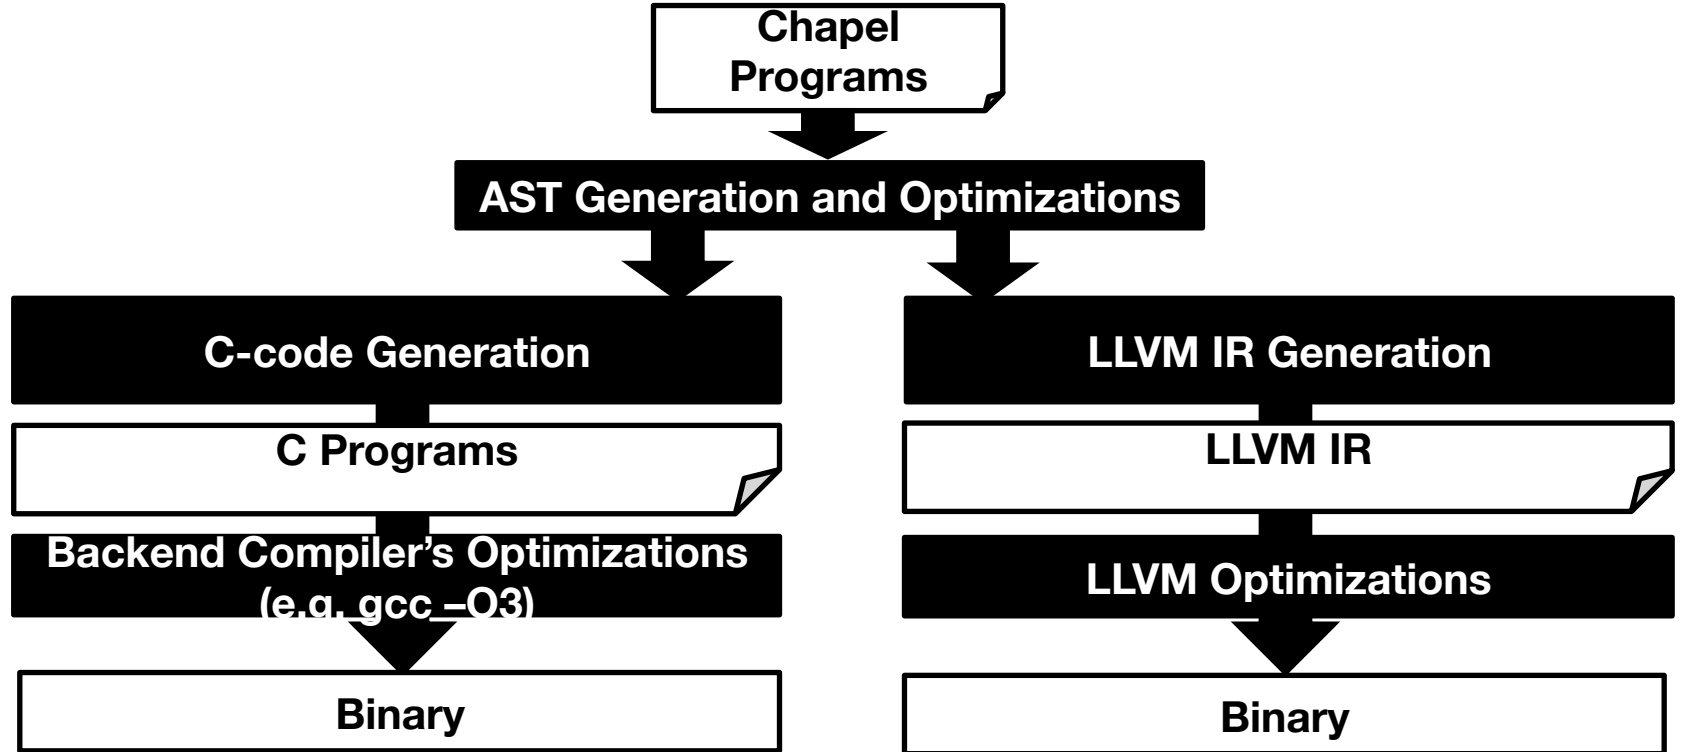 Chapel
Programs
AST Generation and Optimizations
C-code Generation
LLVM IR Generation
C Programs
LLVM IR
Backend Compiler’s Optimizations
(e.g. gcc –O3)
LLVM Optimizations
Binary
Binary